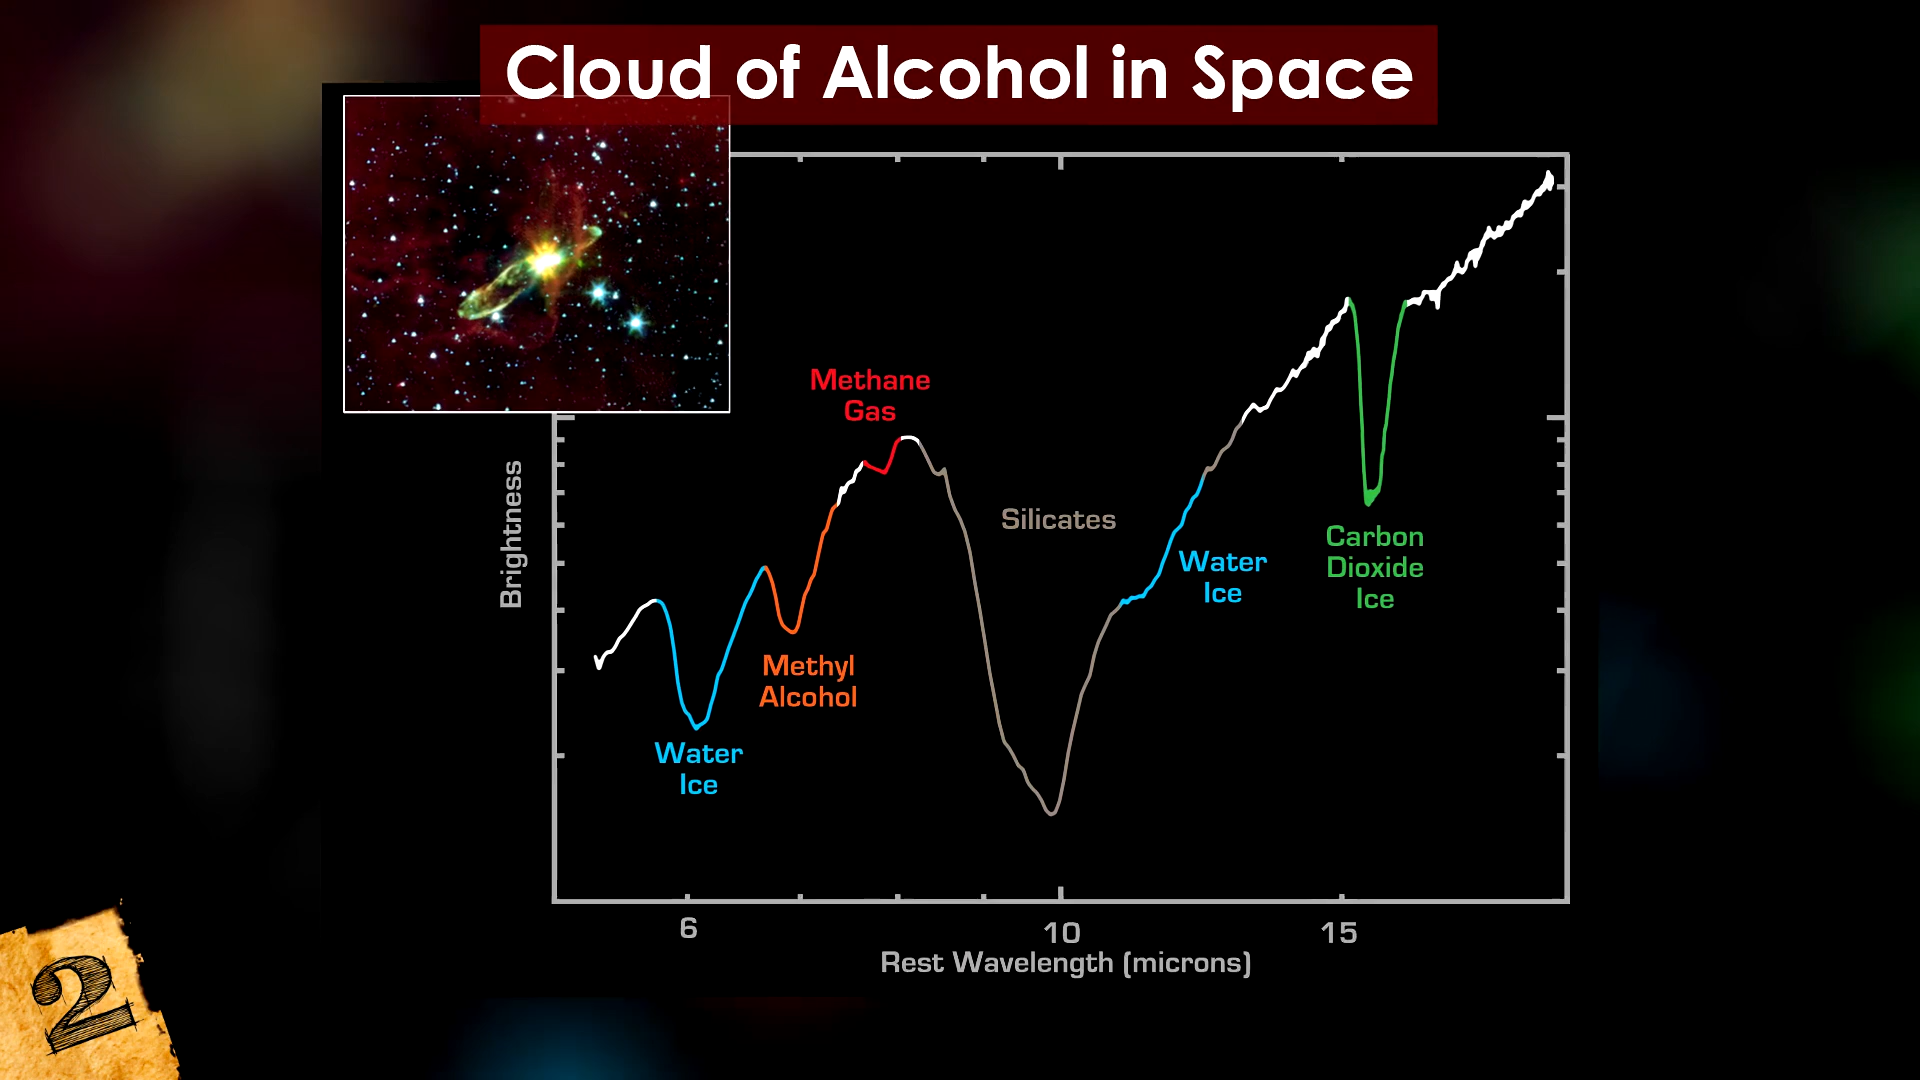 Cloud of Alcohol in Space
Methane
Gas
Silicates
Water
Ice
Carbon
Dioxide
Ice
Methyl
Alcohol
Water
Ice
Brightness
6
10
15
Rest Wavelength (microns)
2